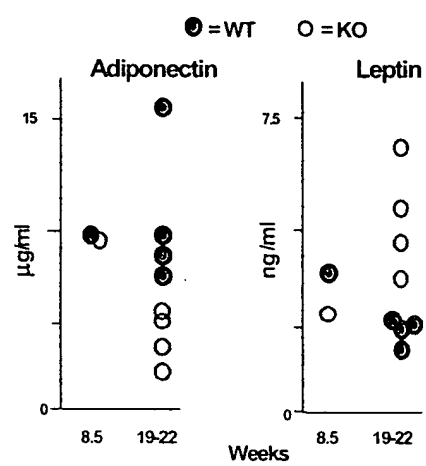 = WT = KO
Adiponectin Leptin
15 7.5
µg/ml ng/ml
0 0
8.5 19-22 8.5 19-22
Weeks